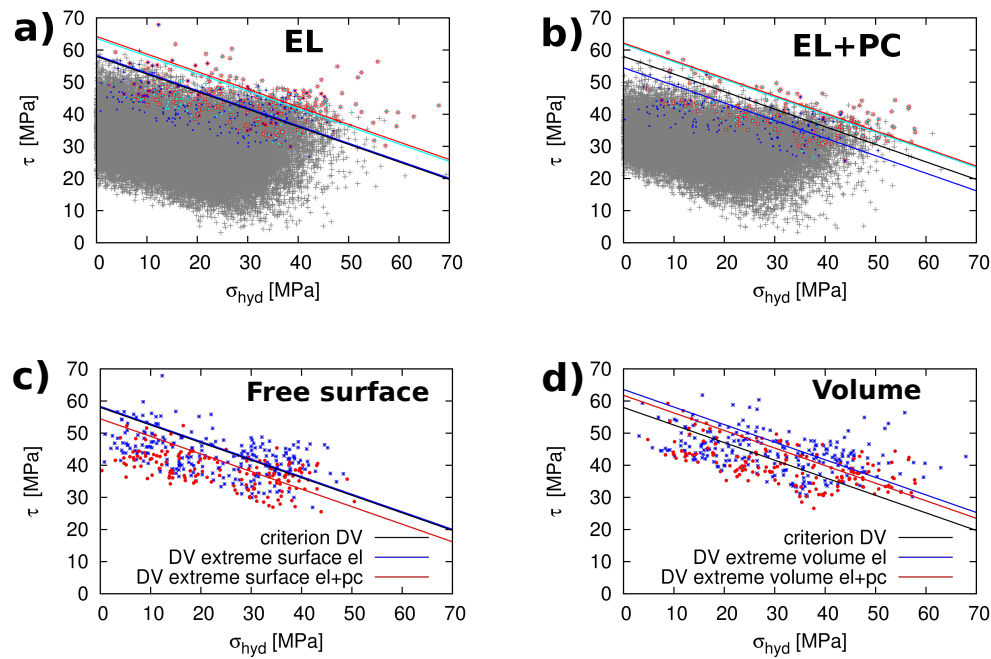 a) EL
70
60
50
40
30
20
10
0
τ [MPa]
0 10 20 30 40 50 60 70
σhyd [MPa]
b) EL+PC
70
60
50
40
30
20
10
0
τ [MPa]
0 10 20 30 40 50 60 70
σhyd [MPa]
c) Free surface
70
60
50
40
30
20
10
0
τ [MPa]
criterion DV
DV extreme surface el
DV extreme surface el+pc
0 10 20 30 40 50 60 70
σhyd [MPa]
d) Volume
70
60
50
40
30
20
10
0
τ [MPa]
criterion DV
DV extreme volume el
DV extreme volume el+pc
0 10 20 30 40 50 60 70
σhyd [MPa]